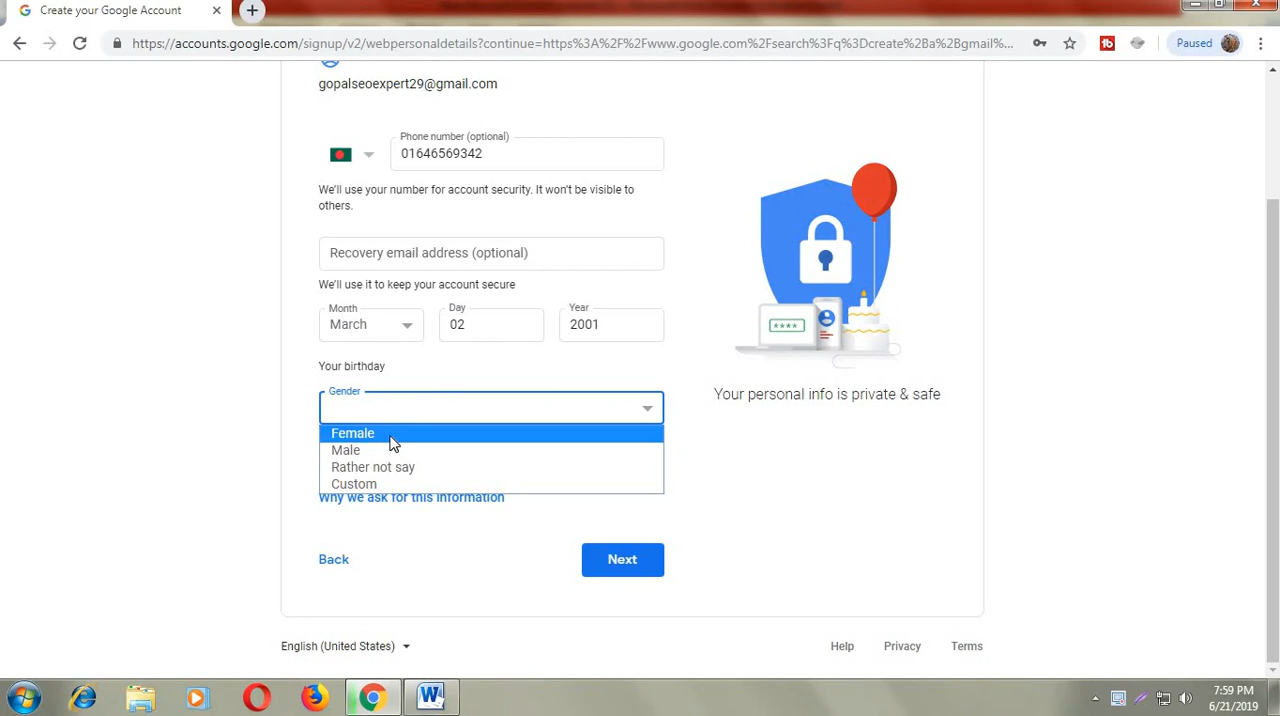 Create your Google Account
https://accounts.google.com/signup/v2/webpersonaldetails?continue=https%3A%2F%2Fwww.google.com%2Fsearch%3Fq%3Dcreate%2Ba%2Bgmail%...
Paused
gopalseoexpert29@gmail.com
Phone number (optional)
01646569342
We'll use your number for account security. It won't be visible to
others.
Recovery email address (optional)
We'll use it to keep your account secure
Month Day Year
March 02 2001
Your birthday
Gender
Female
Male
Rather not say
Custom
Why we ask for this information
Back Next
****
Your personal info is private & safe
English (United States) Help Privacy Terms
7:59 PM
6/21/2019